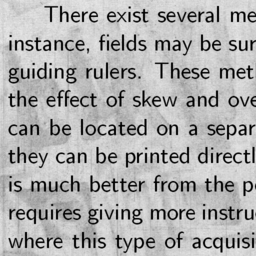 There exist several me
instance, fields may be sur
guiding rulers. These met
the effect of skew and ove
can be located on a separ
they can be printed directl
is much better from the p
requires giving more instru
where this type of acquisi